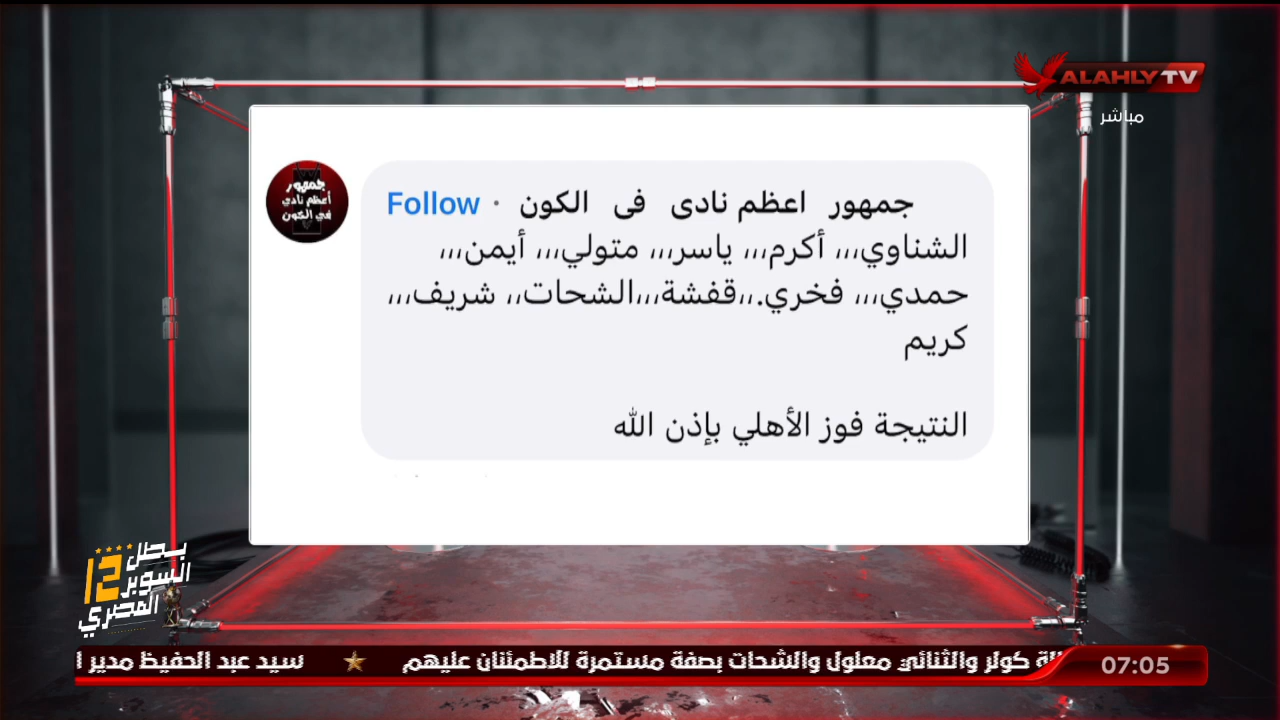 ALAHLY TV
مباشر
جمهور
أعظم نادي
في الكون
جمهور اعظم نادى فى الكون · Follow
الشناوي،،، أكرم،،، ياسر،،، متولي،،، أيمن،،،
حمدي،،، فخري.،،قفشة،،،الشحات،، شريف،،،
كريم
النتيجة فوز الأهلي بإذن الله
بطل
السوبر 12
المصري
كولر والثنائي معلول والشحات بصفة مستمرة للاطمئنان عليهم ★ سيد عبد الحفيظ مدير
07:05